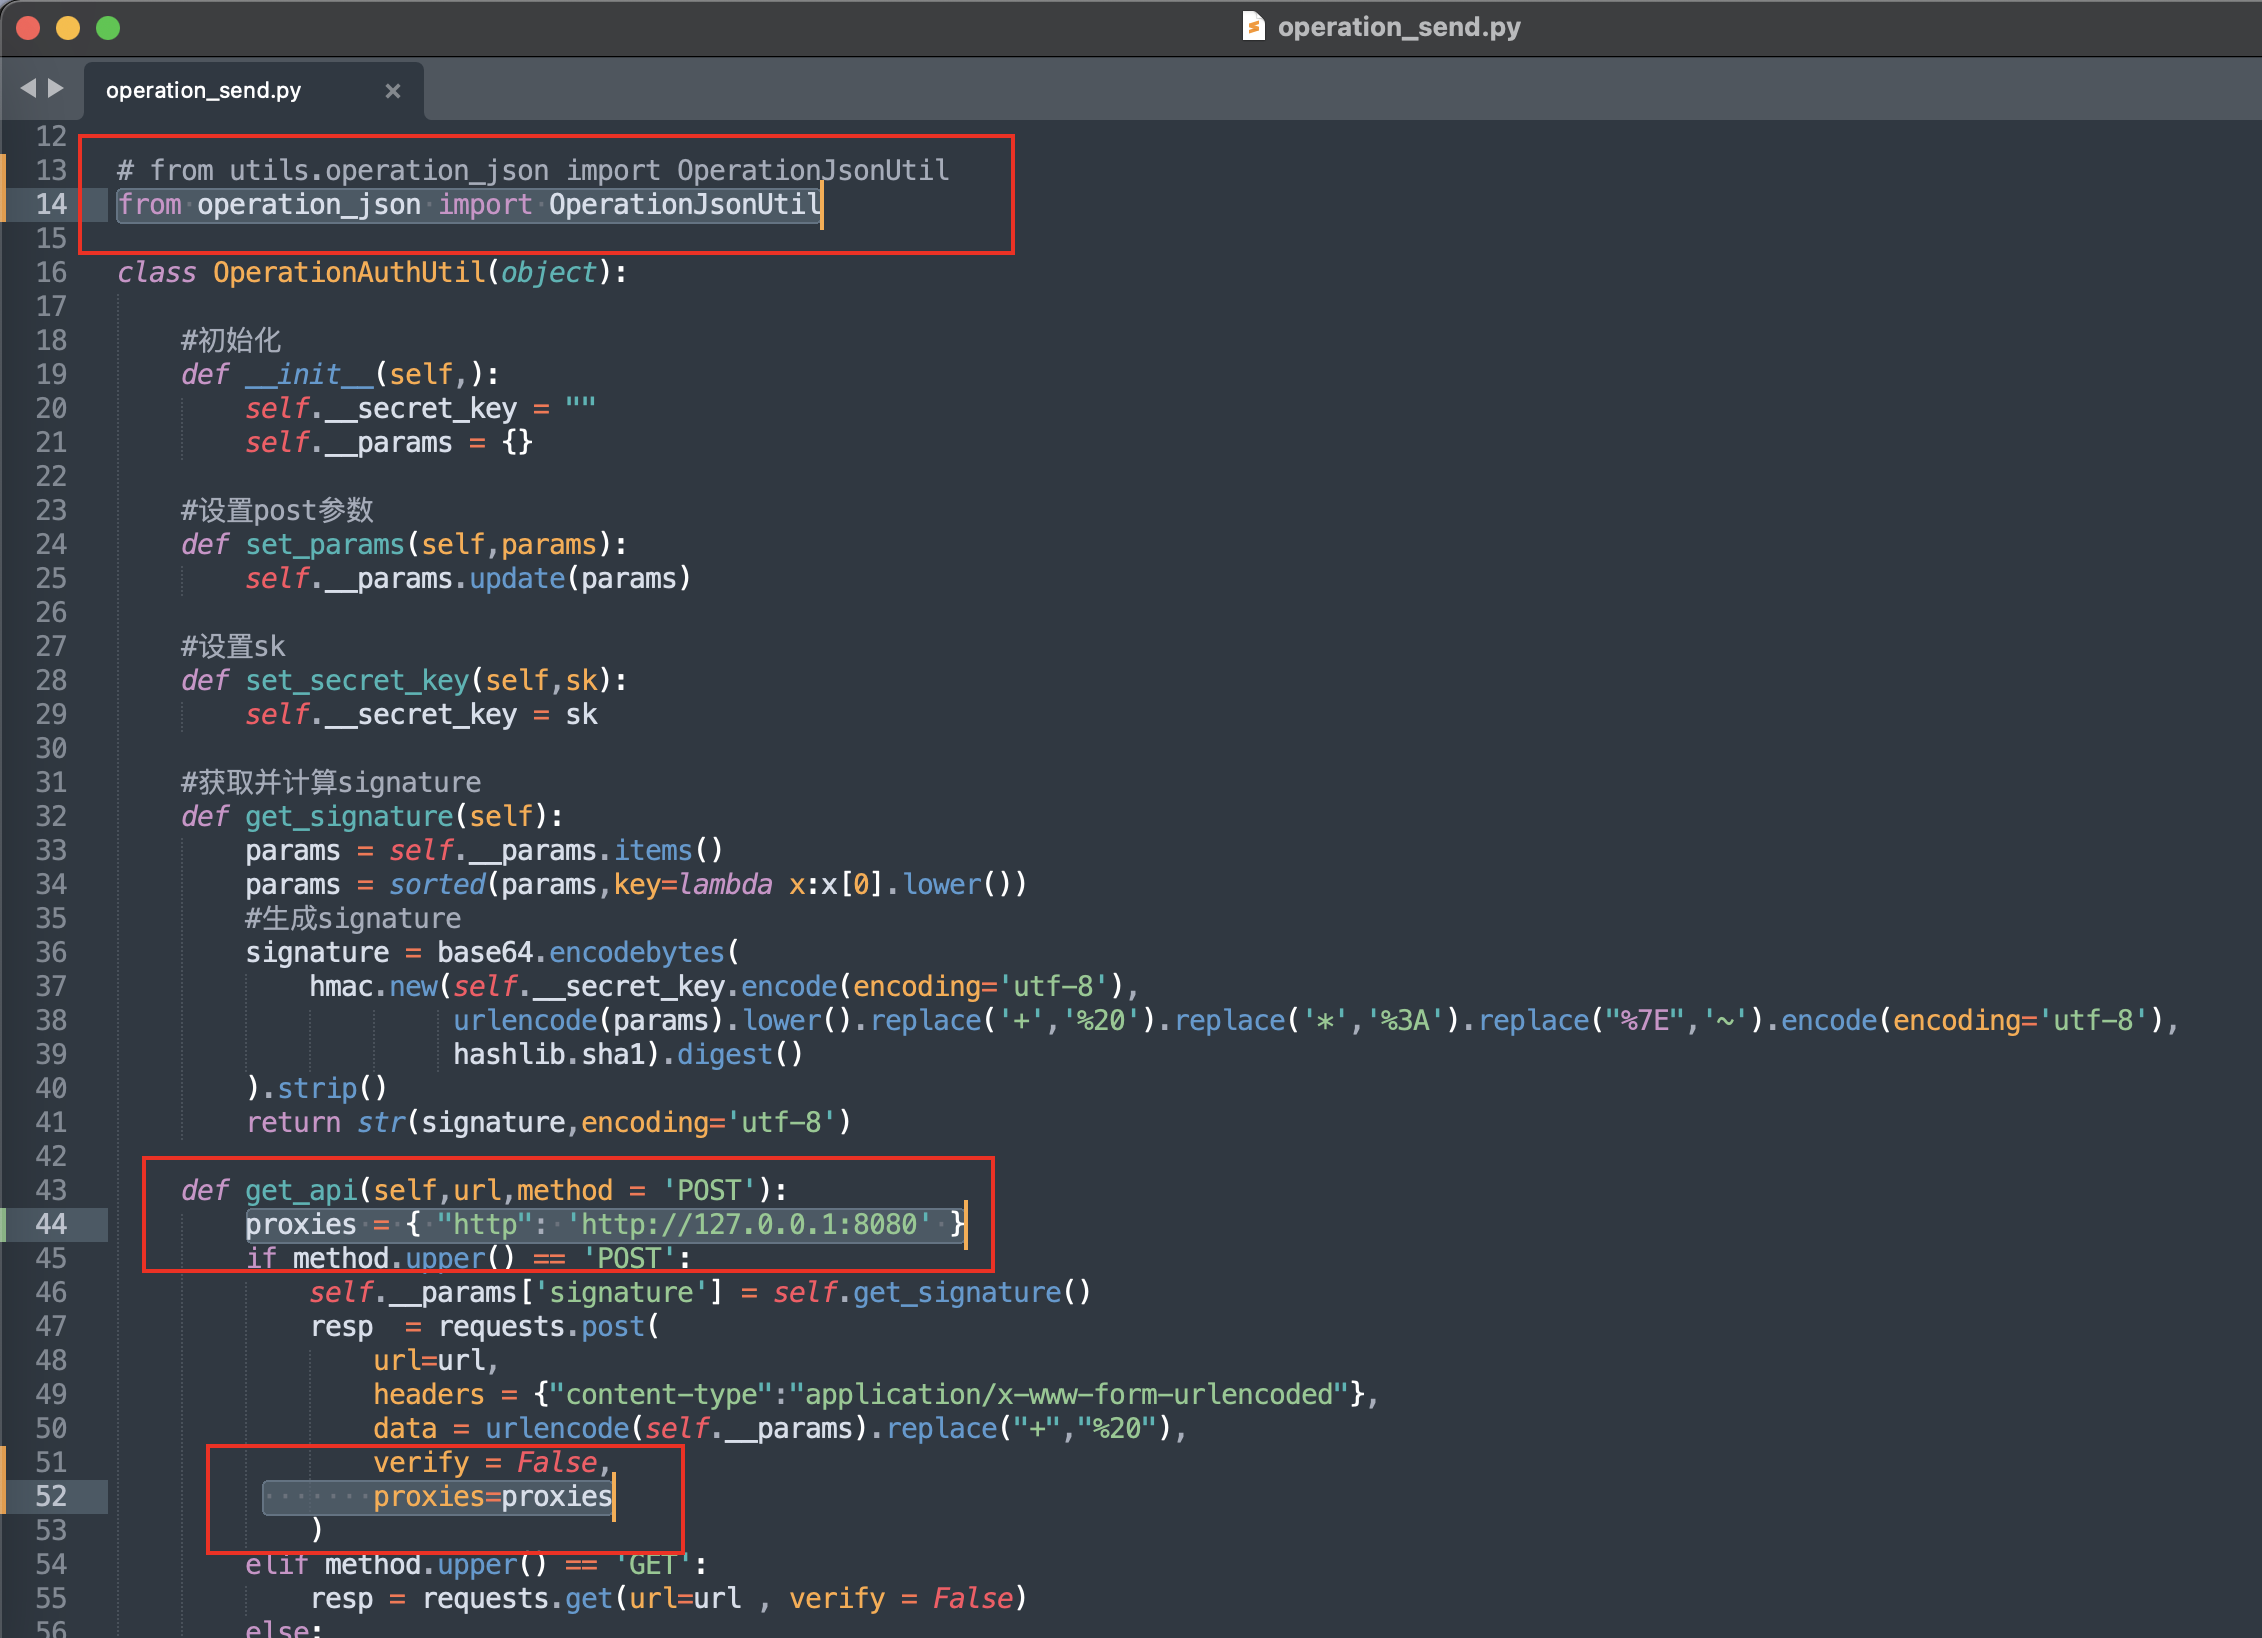 operation_send.py
operation_send.py ×
12
13 # from utils.operation_json import OperationJsonUtil
14 from operation_json import OperationJsonUtil
15
16 class OperationAuthUtil(object):
17
18     #初始化
19     def __init__(self,):
20         self.__secret_key = ""
21         self.__params = {}
22
23     #设置post参数
24     def set_params(self,params):
25         self.__params.update(params)
26
27     #设置sk
28     def set_secret_key(self,sk):
29         self.__secret_key = sk
30
31     #获取并计算signature
32     def get_signature(self):
33         params = self.__params.items()
34         params = sorted(params,key=lambda x:x[0].lower())
35         #生成signature
36         signature = base64.encodebytes(
37             hmac.new(self.__secret_key.encode(encoding='utf-8'),
38                      urlencode(params).lower().replace('+','%20').replace('*','%3A').replace("%7E",'~').encode(encoding='utf-8'),
39                      hashlib.sha1).digest()
40         ).strip()
41         return str(signature,encoding='utf-8')
42
43     def get_api(self,url,method = 'POST'):
44         proxies = { "http": 'http://127.0.0.1:8080' }
45         if method.upper() == 'POST':
46             self.__params['signature'] = self.get_signature()
47             resp  = requests.post(
48                 url=url,
49                 headers = {"content-type":"application/x-www-form-urlencoded"},
50                 data = urlencode(self.__params).replace("+","%20"),
51                 verify = False,
52                 proxies=proxies
53             )
54         elif method.upper() == 'GET':
55             resp = requests.get(url=url , verify = False)
56         else: